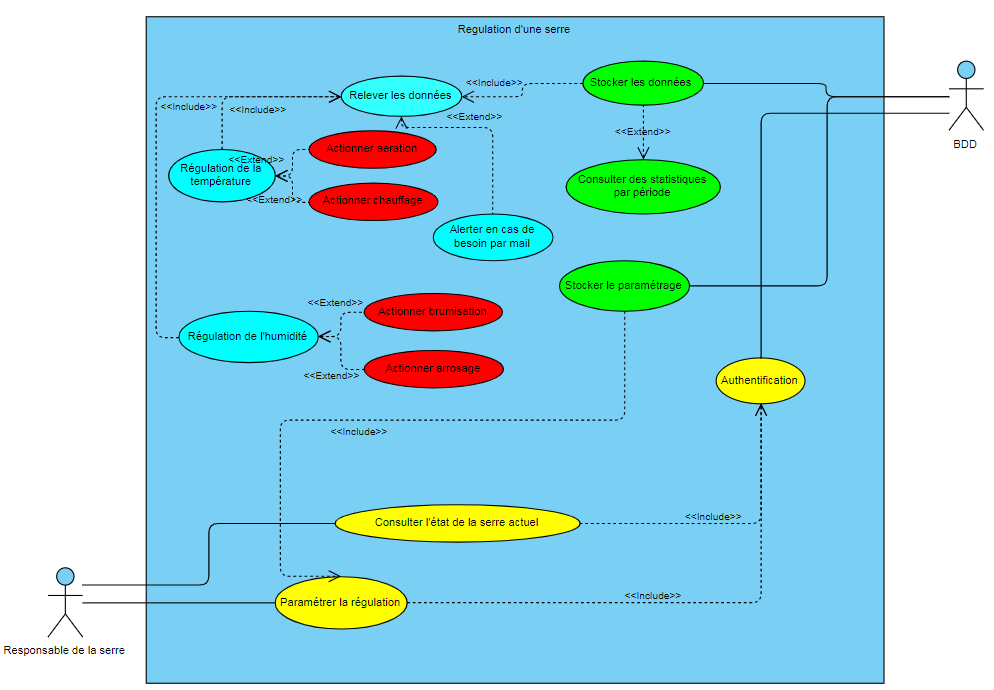 Regulation d'une serre
Stocker les données
<<Include>>
Relever les données
<<Include>>
<<Include>>
<<Extend>>
<<Extend>>
BDD
Actionner aeration
<<Extend>>
Régulation de la
température
Consulter des statistiques
par période
<<Extend>>
Actionner chauffage
Alerter en cas de
besoin par mail
Stocker le paramétrage
<<Extend>>
Actionner brumisation
Régulation de l'humidité
Actionner arrosage
<<Extend>>
Authentification
<<Include>>
Consulter l'état de la serre actuel
<<Include>>
Paramétrer la régulation
<<Include>>
Responsable de la serre